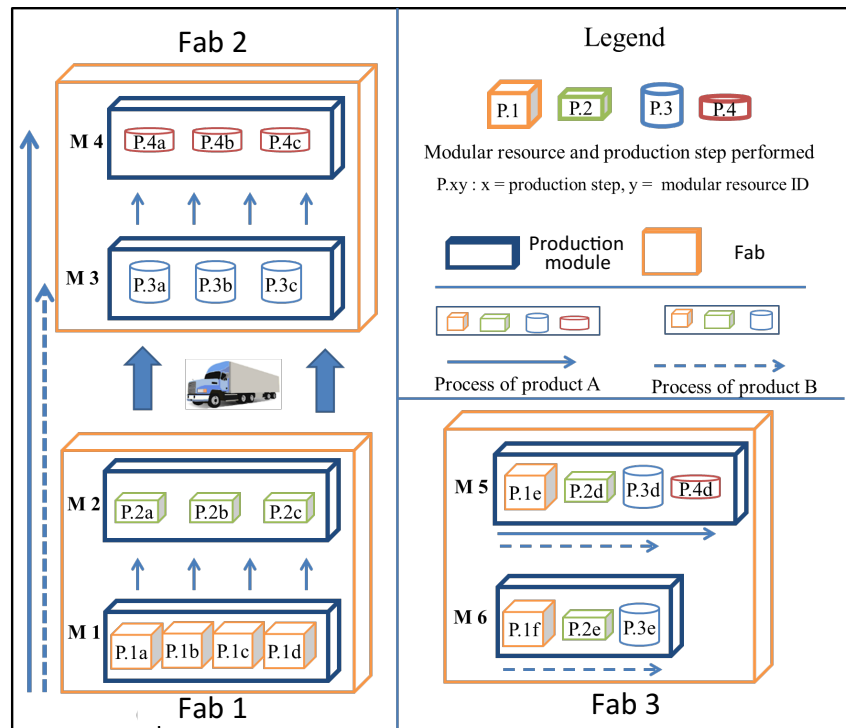 Fab 2
M 4
P.4a P.4b P.4c
M 3
P.3a P.3b P.3c
M 2
P.2a P.2b P.2c
M 1
P.1a P.1b P.1c P.1d
Fab 1
Legend
P.1 P.2 P.3 P.4
Modular resource and production step performed
P.xy : x = production step, y = modular resource ID
Production
module
Fab
Process of product A
Process of product B
M 5
P.1e P.2d P.3d P.4d
M 6
P.1f P.2e P.3e
Fab 3